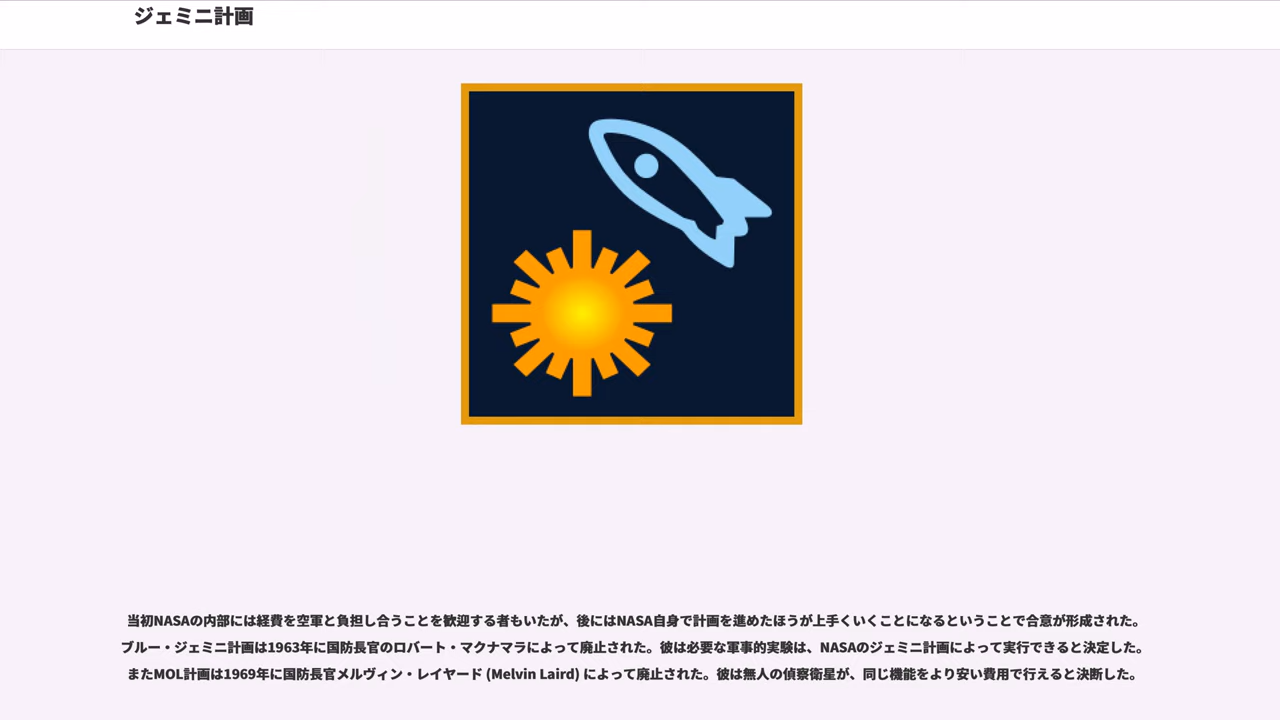 ジェミニ計画
当初NASAの内部には経費を空軍と負担し合うことを歓迎する者もいたが、後にはNASA自身で計画を進めたほうが上手くいくことになるということで合意が形成された。
ブルー・ジェミニ計画は1963年に国防長官のロバート・マクナマラによって廃止された。彼は必要な軍事的実験は、NASAのジェミニ計画によって実行できると決定した。
またMOL計画は1969年に国防長官メルヴィン・レイヤード (Melvin Laird) によって廃止された。彼は無人の偵察衛星が、同じ機能をより安い費用で行えると決断した。